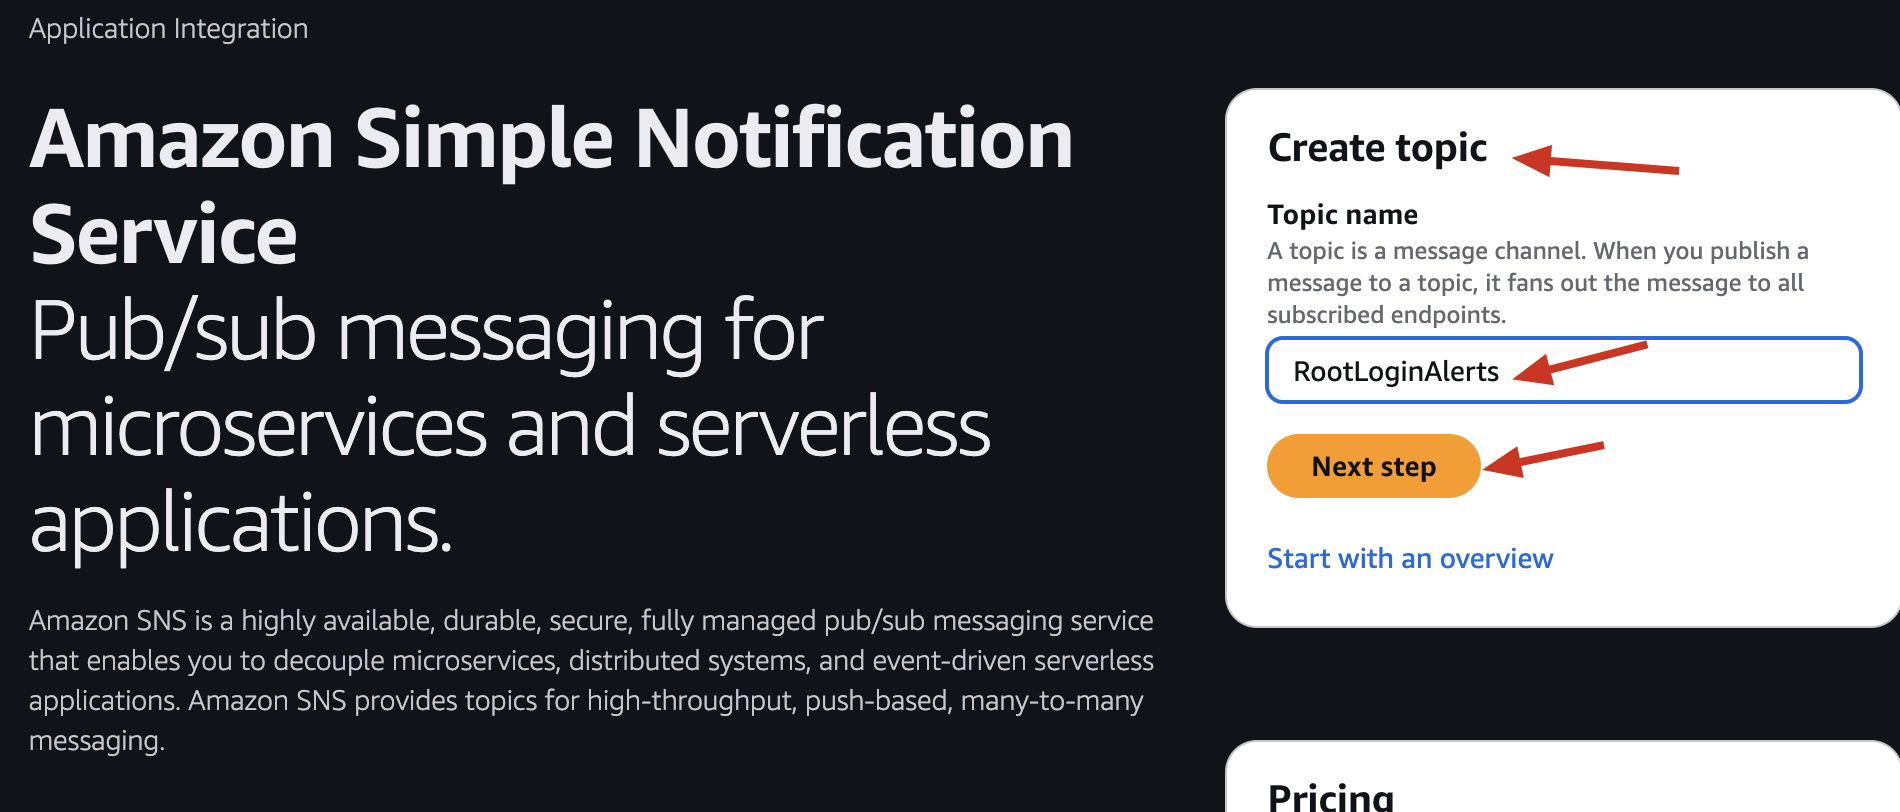 Application Integration
Amazon Simple Notification
Service
Pub/sub messaging for
microservices and serverless
applications.
Amazon SNS is a highly available, durable, secure, fully managed pub/sub messaging service
that enables you to decouple microservices, distributed systems, and event-driven serverless
applications. Amazon SNS provides topics for high-throughput, push-based, many-to-many
messaging.
Create topic
Topic name
A topic is a message channel. When you publish a
message to a topic, it fans out the message to all
subscribed endpoints.
RootLoginAlerts
Next step
Start with an overview
Pricing